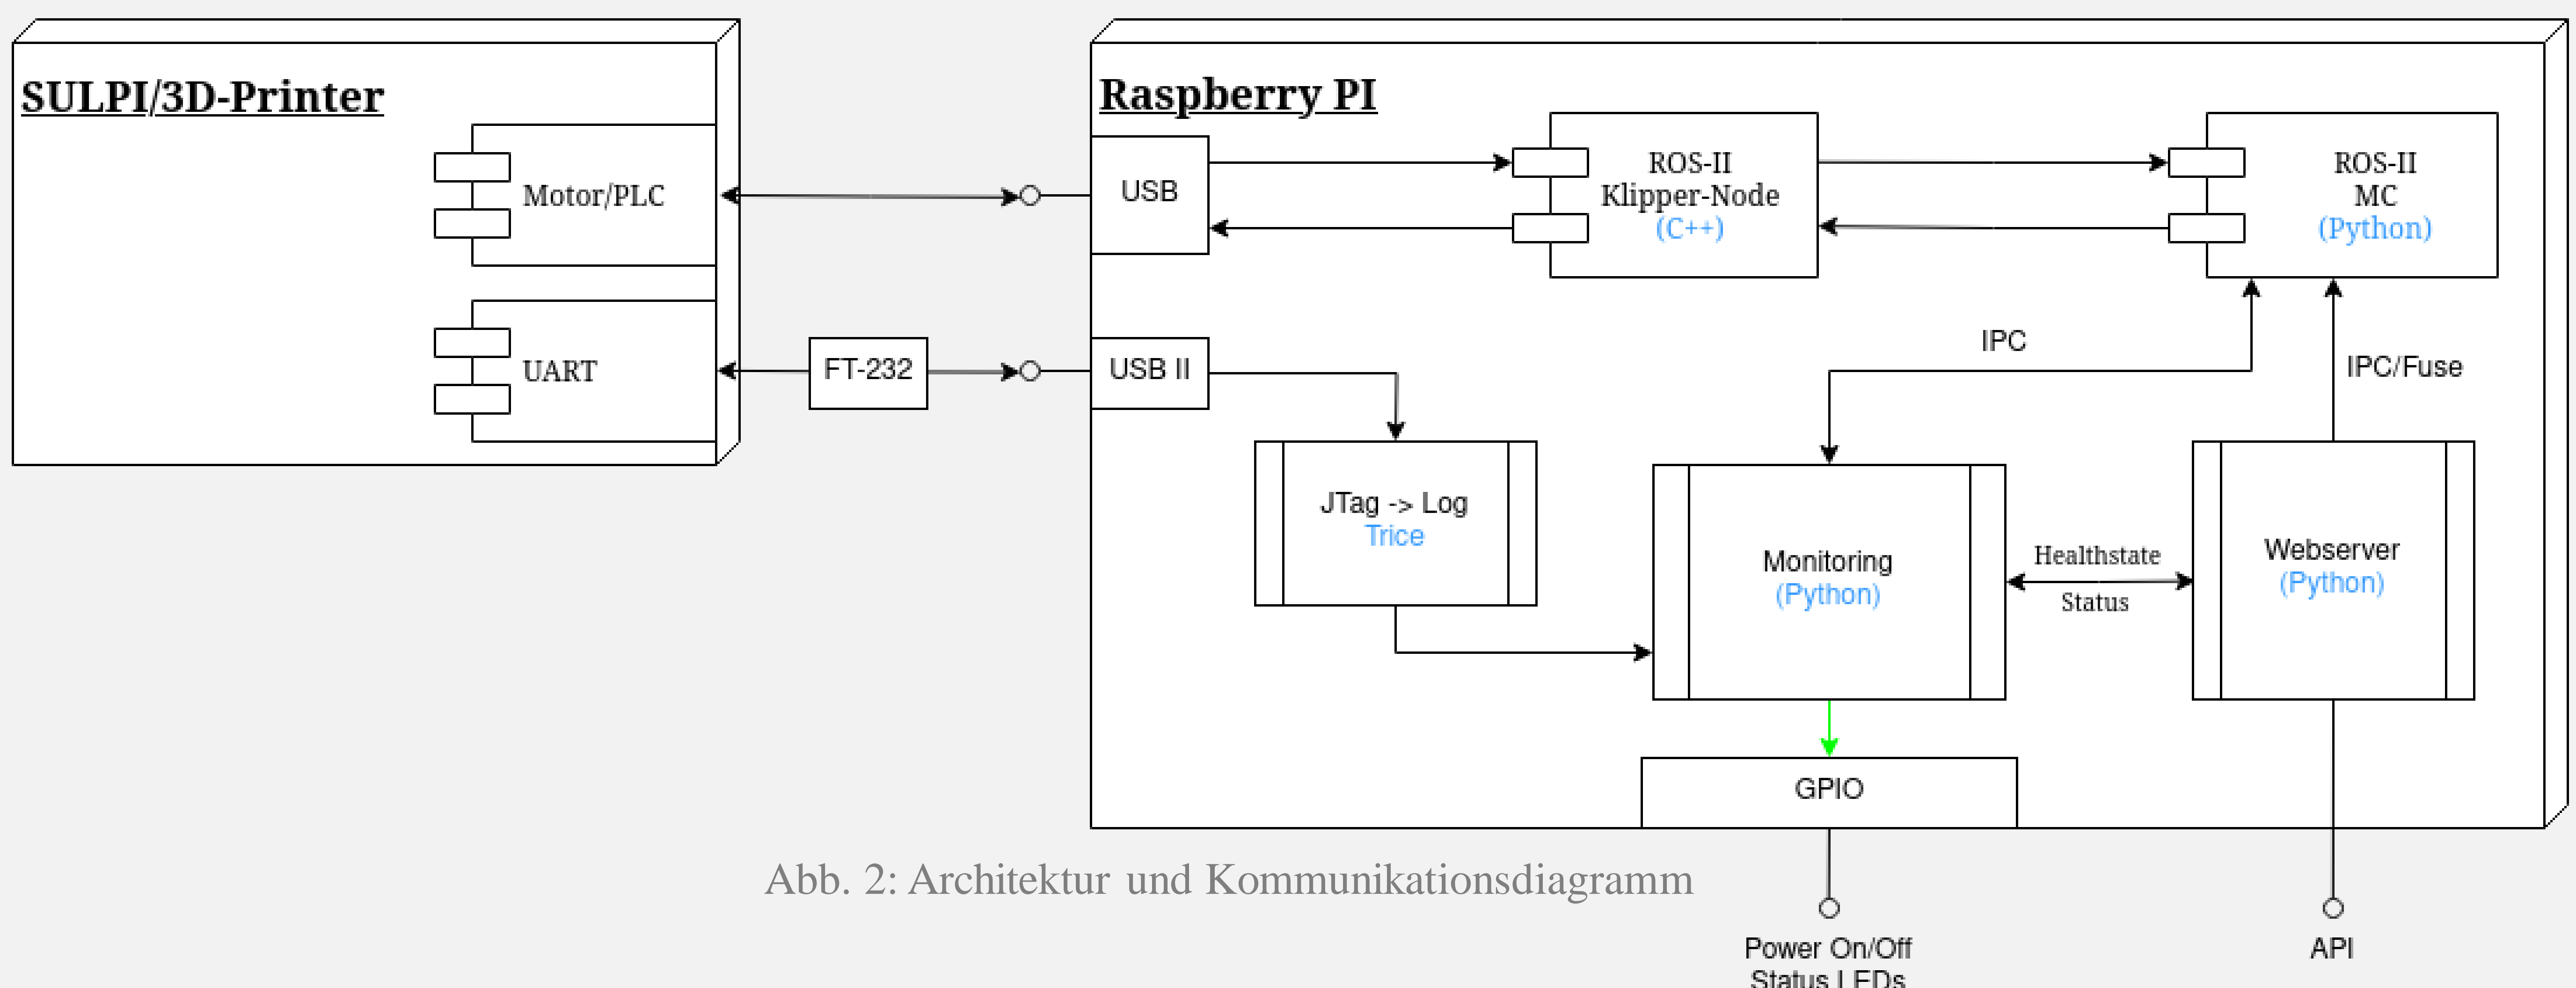 SULPI/3D-Printer
Motor/PLC
UART
FT-232
Raspberry PI
USB
USB II
ROS-II
Klipper-Node
(C++)
ROS-II
MC
(Python)
IPC
IPC/Fuse
JTag -> Log
Trice
Monitoring
(Python)
Healthstate
Status
Webserver
(Python)
GPIO
Abb. 2: Architektur und Kommunikationsdiagramm
Power On/Off
Status LEDs
API